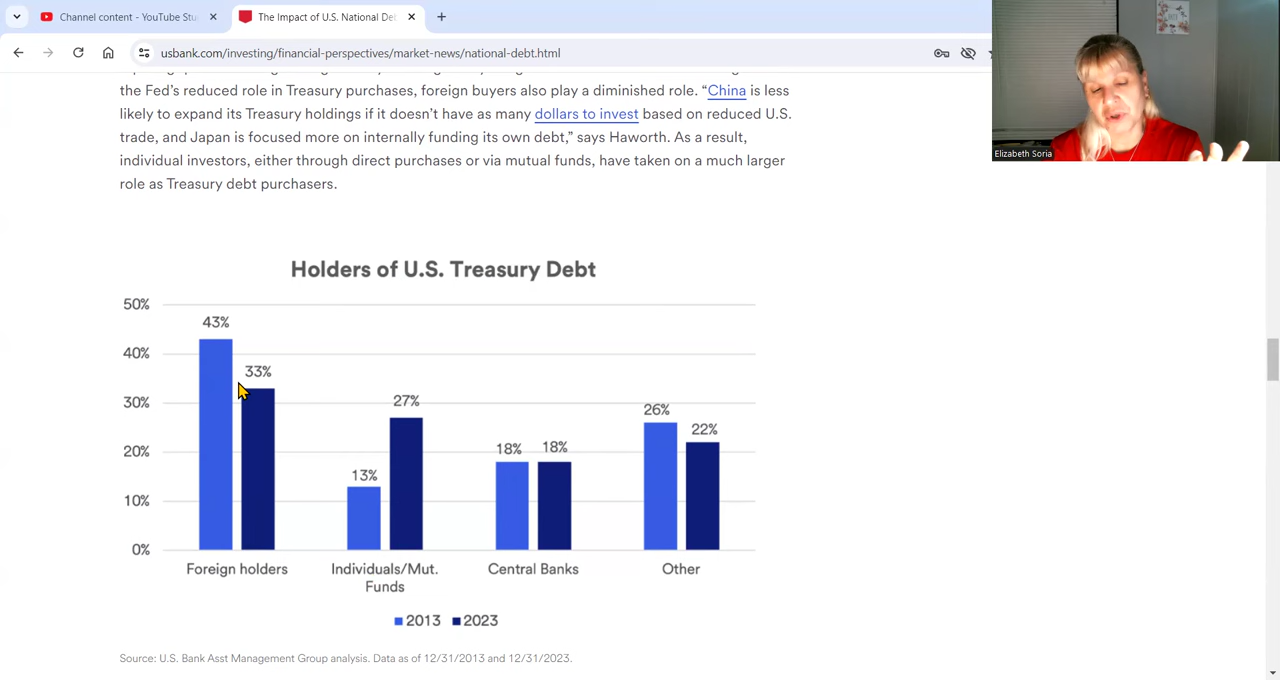 Channel content - YouTube Stu
The Impact of U.S. National De
usbank.com/investing/financial-perspectives/market-news/national-debt.html
the Fed's reduced role in Treasury buyers also play a diminished role. "China is less
likely to expand its Treasury holdings if it doesn't have as many dollars to invest based on reduced U.S.
trade, and Japan is focused more on internally funding its own debt," says Haworth. As a result,
individual investors, either through direct purchases or via mutual funds, have taken on a much larger
role as Treasury debt purchasers.
Elizabeth Soria
Holders of U.S. Treasury Debt
50%
40%
30%
20%
10%
0%
43%
33%
13%
27%
18%
18%
26%
22%
Foreign holders
Individuals/Mut.
Funds
Central Banks
Other
2013
2023
Source: U.S. Bank Asst Management Group analysis. Data as of 12/31/2013 and 12/31/2023.